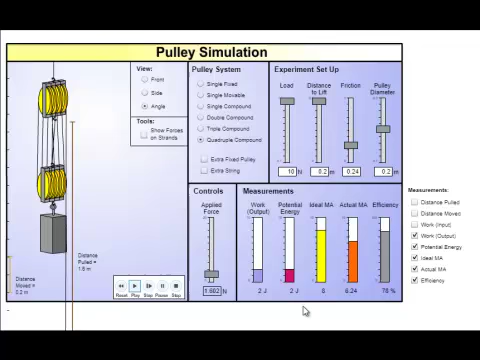 Pulley Simulation
View:
Front
Side
Angle
Tools:
Show Forces
on Strands
Pulley System
Single Fixed
Single Movable
Single Compound
Double Compound
Triple Compound
Quadruple Compound
Extra Fixed Pulley
Extra String
Experiment Set Up
Load
Distance
to Lift
Friction
Pulley
Diameter
10 N
0.2 m
0.24
0.2 m
Controls
Applied
Force
1.602 N
Measurements
Work
(Output)
Potential
Energy
Ideal MA
Actual MA
Efficiency
2 J
2 J
8
6.24
78 %
Distance
Pulled =
1.6 m
Distance
Moved =
0.2 m
Reset
Play
Step
Pause
Stop
Measurements:
Distance Pulled
Distance Moved
Work (Input)
Work (Output)
Potential Energy
Ideal MA
Actual MA
Efficiency